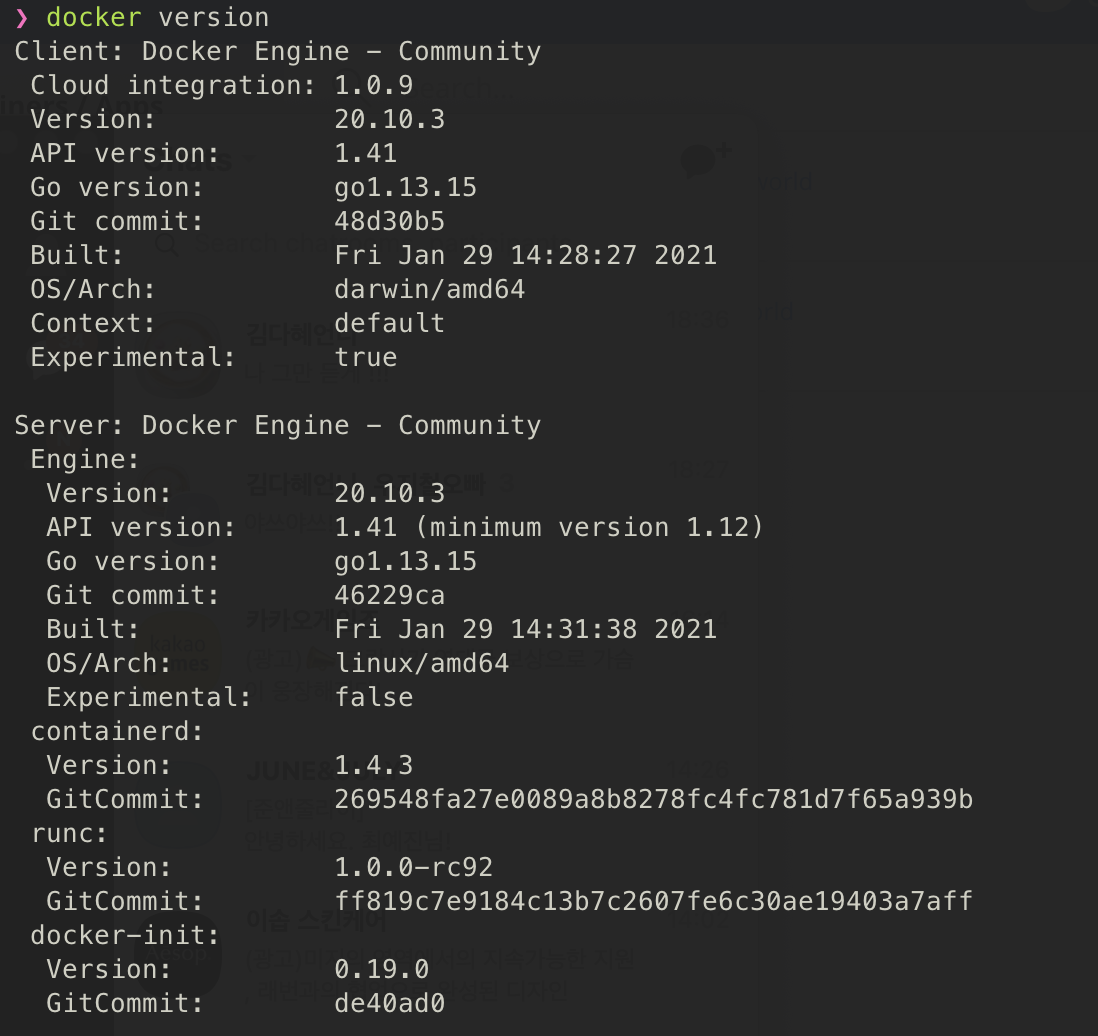 ❯ docker version
Client: Docker Engine – Community
 Cloud integration: 1.0.9
 Version:           20.10.3
 API version:       1.41
 Go version:        go1.13.15
 Git commit:        48d30b5
 Built:             Fri Jan 29 14:28:27 2021
 OS/Arch:           darwin/amd64
 Context:           default
 Experimental:      true

Server: Docker Engine – Community
 Engine:
  Version:          20.10.3
  API version:      1.41 (minimum version 1.12)
  Go version:       go1.13.15
  Git commit:       46229ca
  Built:            Fri Jan 29 14:31:38 2021
  OS/Arch:          linux/amd64
  Experimental:     false
 containerd:
  Version:          1.4.3
  GitCommit:        269548fa27e0089a8b8278fc4fc781d7f65a939b
 runc:
  Version:          1.0.0-rc92
  GitCommit:        ff819c7e9184c13b7c2607fe6c30ae19403a7aff
 docker-init:
  Version:          0.19.0
  GitCommit:        de40ad0